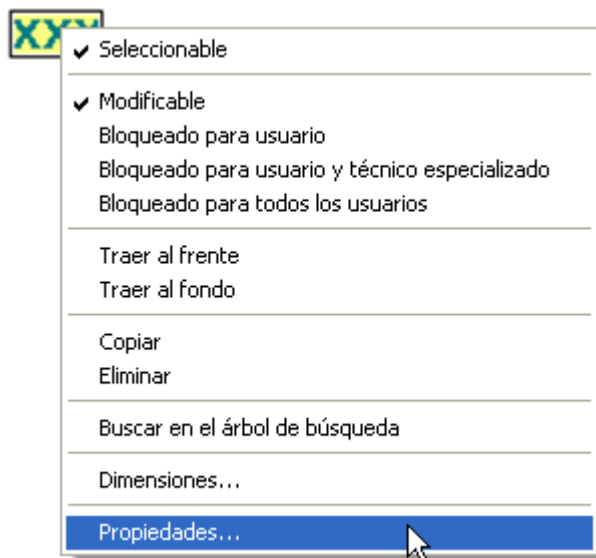 XXX
Seleccionable
Modificable
Bloqueado para usuario
Bloqueado para usuario y técnico especializado
Bloqueado para todos los usuarios
Traer al frente
Traer al fondo
Copiar
Eliminar
Buscar en el árbol de búsqueda
Dimensiones...
Propiedades...